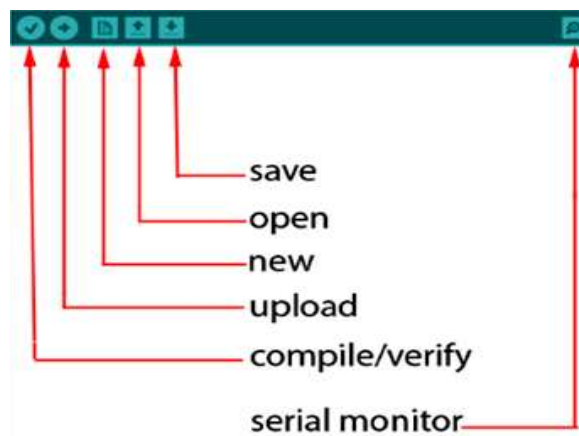 save
open
new
upload
compile/verify
serial monitor